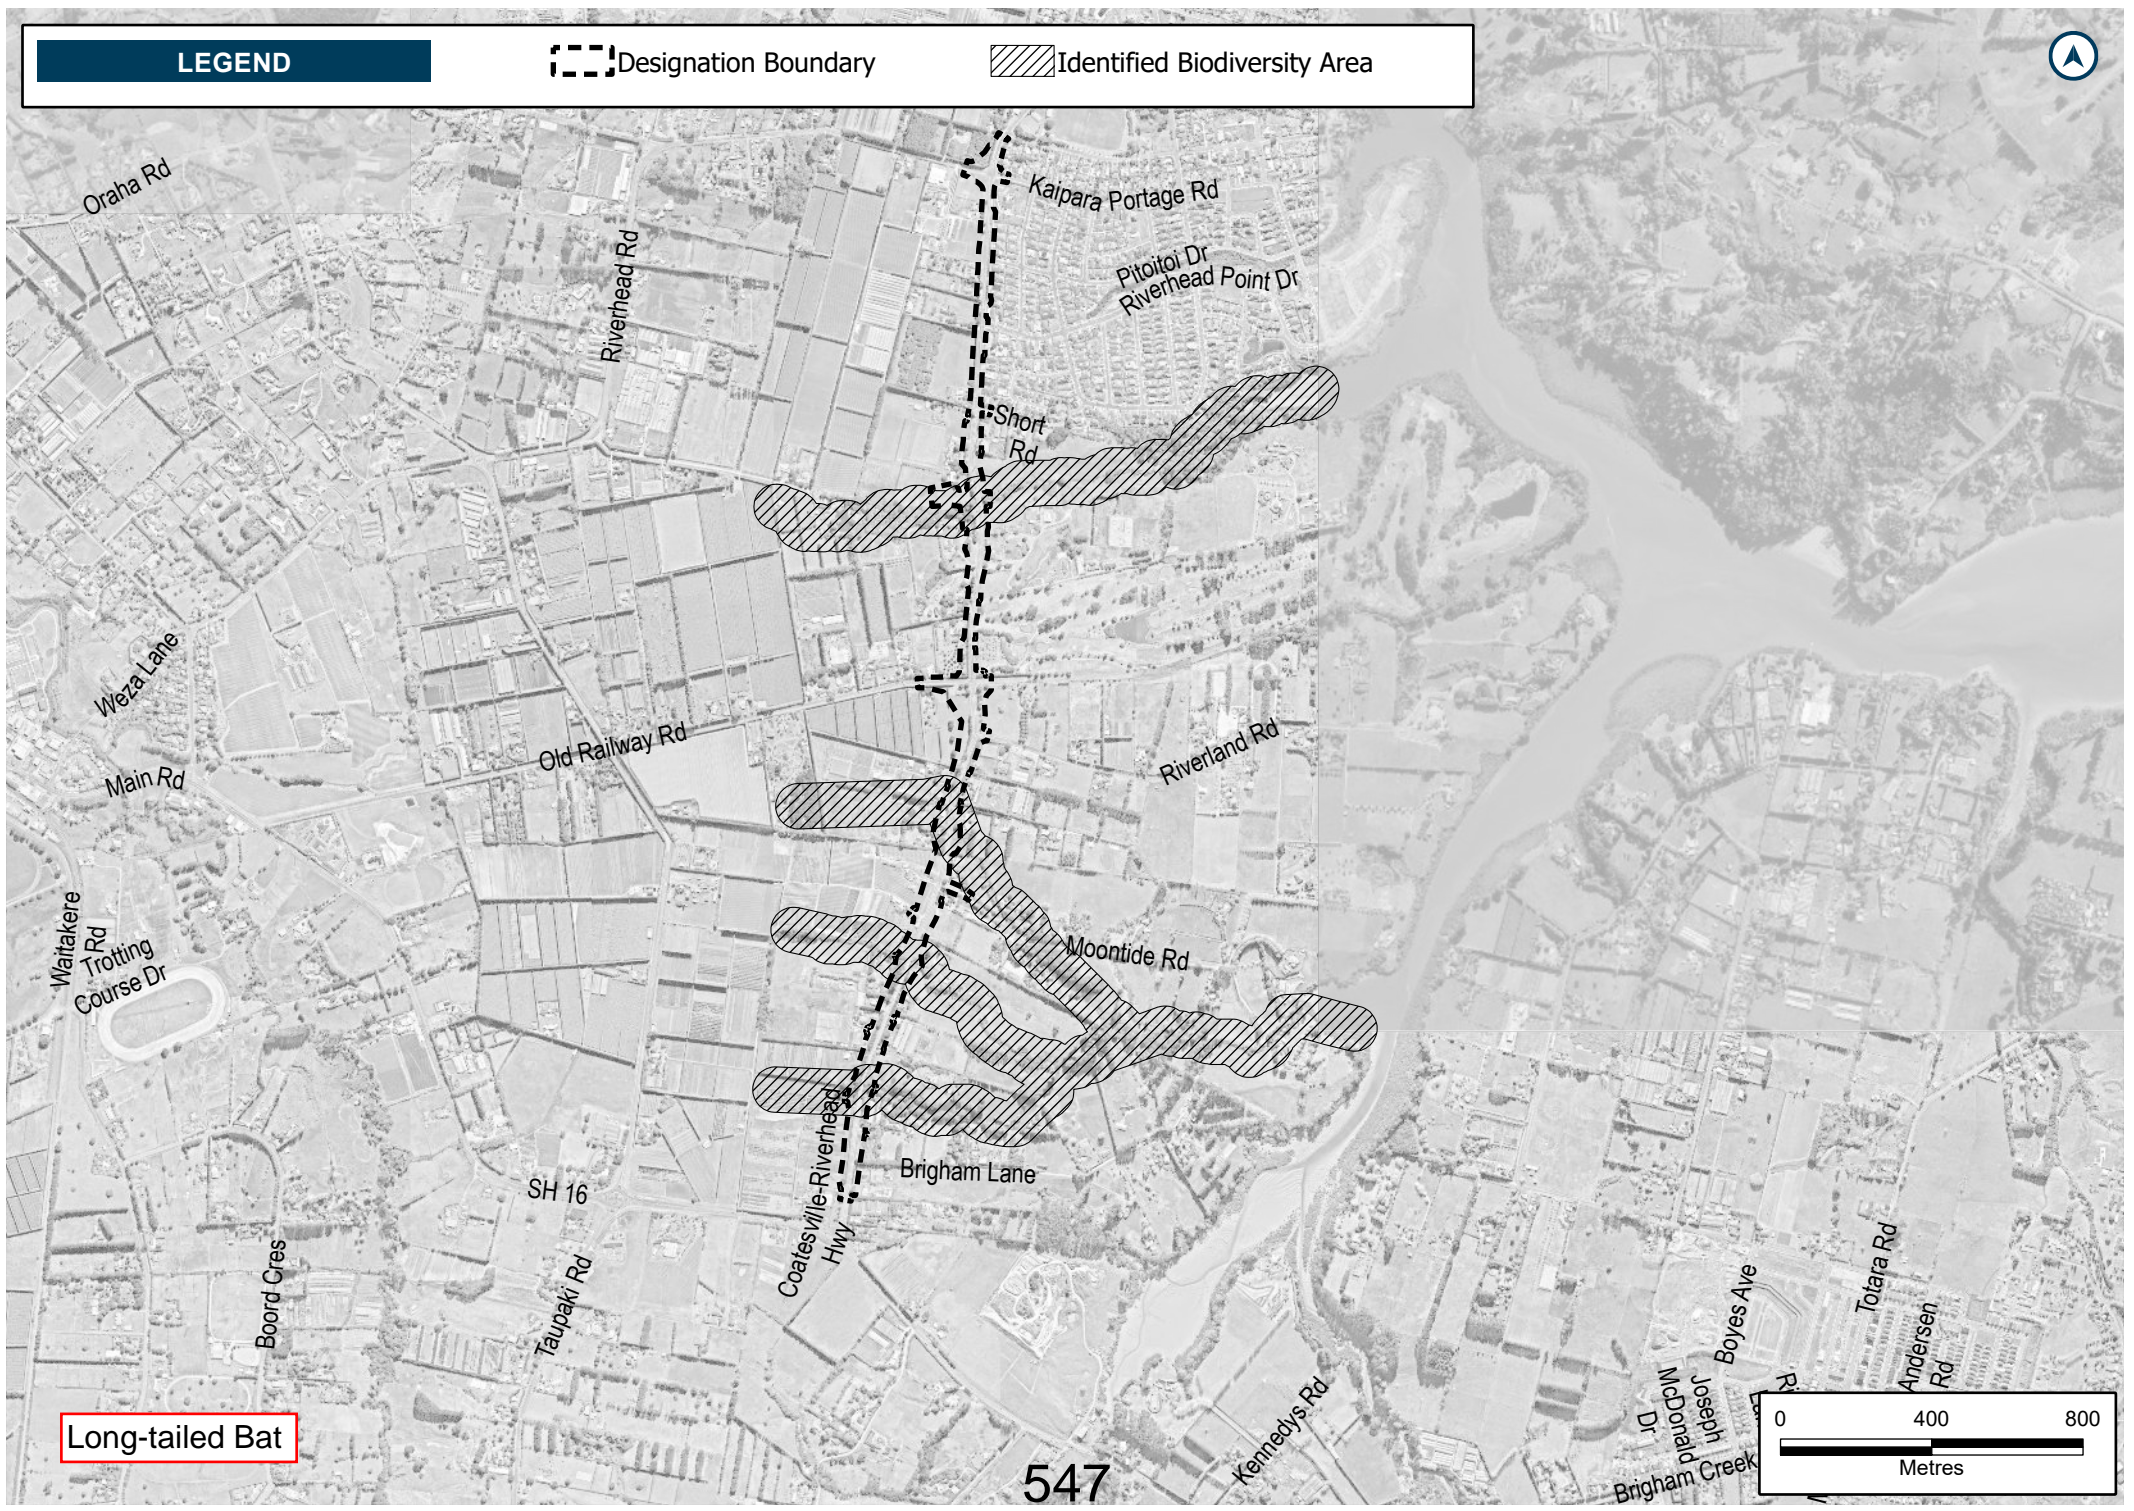 LEGEND
Designation Boundary
Identified Biodiversity Area
Oraha Rd
Kaipara Portage Rd
Riverhead Rd
Pitoitoi Dr
Riverhead Point Dr
Short
Rd
Weza Lane
Old Railway Rd
Riverland Rd
Main Rd
Waitakere
Rd
Trotting
Course Dr
Moontide Rd
Coatesville-Riverhead
Hwy
Brigham Lane
SH 16
Boord Cres
Taupaki Rd
Totara Rd
Boyes Ave
Andersen
Rd
Joseph
McDonald
Dr
Kennedys Rd
Brigham Creek
0 400 800
Metres
Long-tailed Bat
547